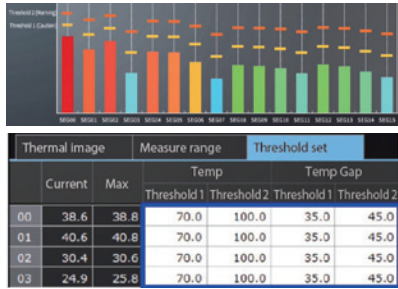 Threshold 2 (Warning)
Threshold 1 (Caution)
SEG00 SEG01 SEG02 SEG03 SEG04 SEG05 SEG06 SEG07 SEG08 SEG09 SEG10 SEG11 SEG12 SEG13 SEG14 SEG15
Thermal image Measure range Threshold set
Current Max Temp Temp Gap
Threshold 1 Threshold 2 Threshold 1 Threshold 2
00 38.6 38.8 70.0 100.0 35.0 45.0
01 40.6 40.8 70.0 100.0 35.0 45.0
02 30.4 30.6 70.0 100.0 35.0 45.0
03 24.9 25.8 70.0 100.0 35.0 45.0